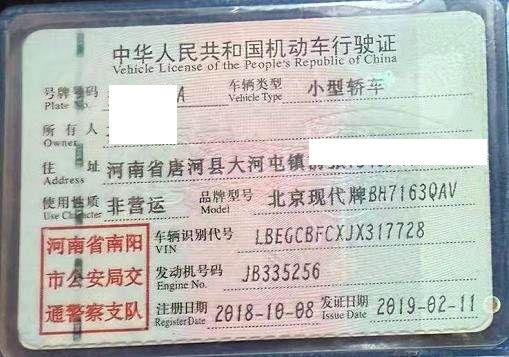 中华人民共和国机动车行驶证
Vehicle License of the People's Republic of China
号牌号码 A 车辆类型 小型轿车
Plate No. Vehicle Type
所有人
Owner
住址 河南省唐河县大河屯镇
Address
使用性质 非营运 品牌型号 北京现代牌BH7163QAV
Use Character Model
河南省南阳
市公安局交
通警察支队
车辆识别代号 LBEGCBFCXJX317728
VIN
发动机号码 JB335256
Engine No.
注册日期 2018-10-08 发证日期 2019-02-11
Register Date Issue Date